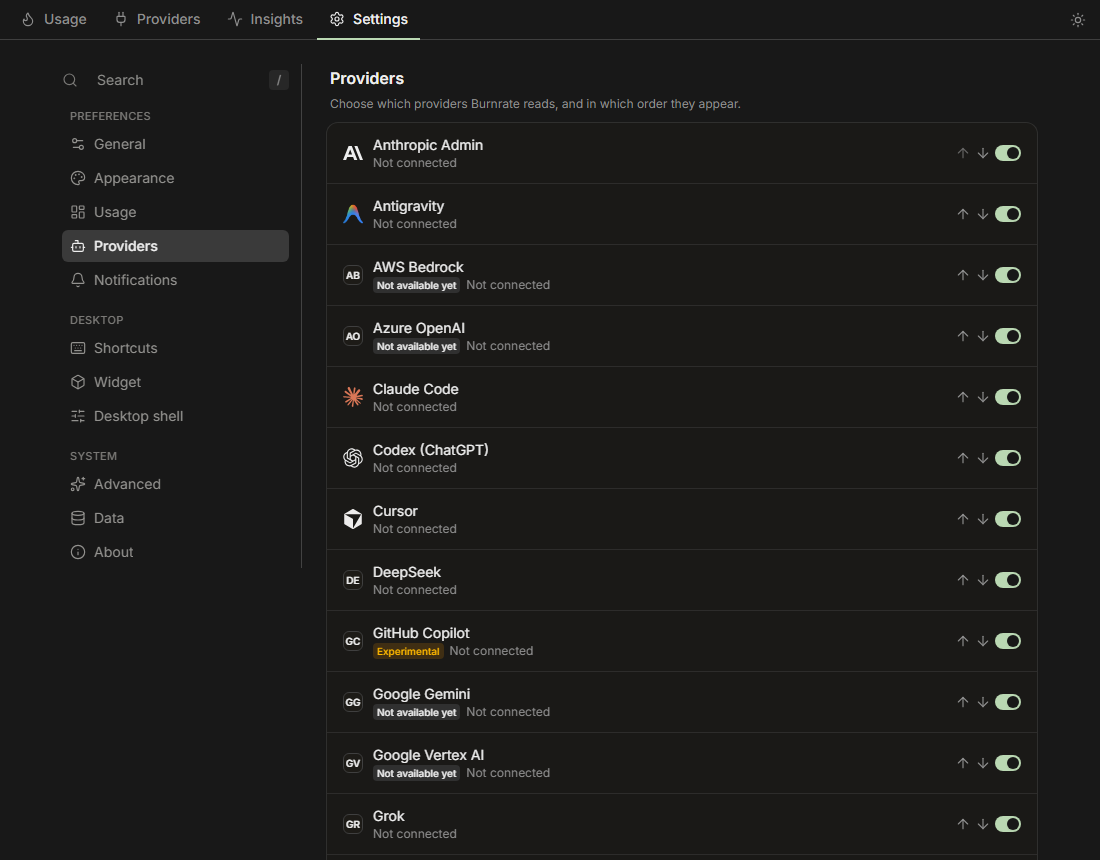 Usage Providers Insights Settings
Search /
PREFERENCES
General
Appearance
Usage
Providers
Notifications
DESKTOP
Shortcuts
Widget
Desktop shell
SYSTEM
Advanced
Data
About
Providers
Choose which providers Burnrate reads, and in which order they appear.
Anthropic Admin
Not connected
Antigravity
Not connected
AB
AWS Bedrock
Not available yet Not connected
AO
Azure OpenAI
Not available yet Not connected
Claude Code
Not connected
Codex (ChatGPT)
Not connected
Cursor
Not connected
DE
DeepSeek
Not connected
GC
GitHub Copilot
Experimental Not connected
GG
Google Gemini
Not available yet Not connected
GV
Google Vertex AI
Not available yet Not connected
GR
Grok
Not connected